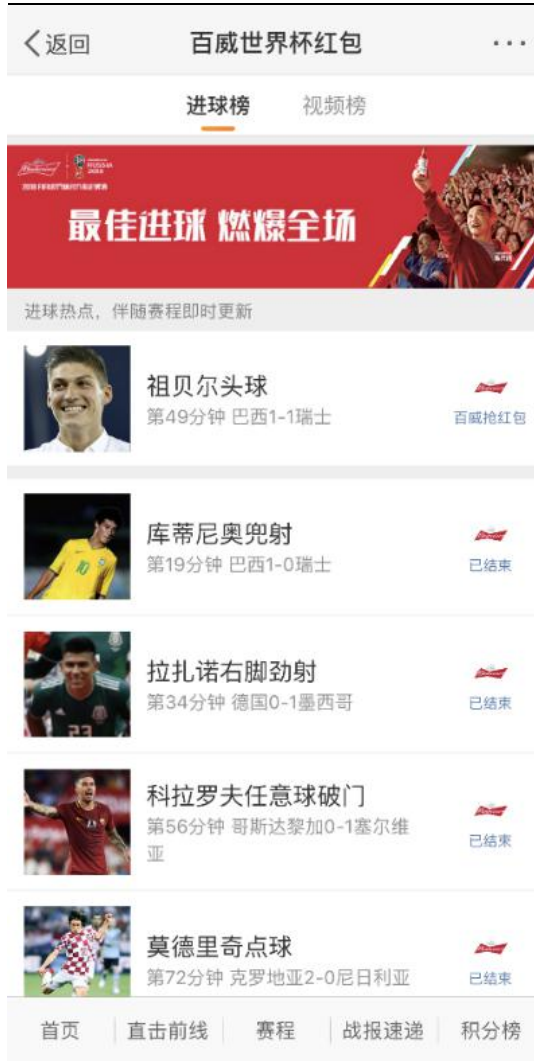 返回
百威世界杯红包
...
进球榜
视频榜
Budweiser
RUSSIA
2018
最佳进球 燃爆全场
进球热点，伴随赛程即时更新
祖贝尔头球
第49分钟 巴西1-1瑞士
百威抢红包
库蒂尼奥兜射
第19分钟 巴西1-0瑞士
已结束
拉扎诺右脚劲射
第34分钟 德国0-1墨西哥
已结束
科拉罗夫任意球破门
第56分钟 哥斯达黎加0-1塞尔维
亚
已结束
莫德里奇点球
第72分钟 克罗地亚2-0尼日利亚
已结束
首页
直击前线
赛程
战报速递
积分榜